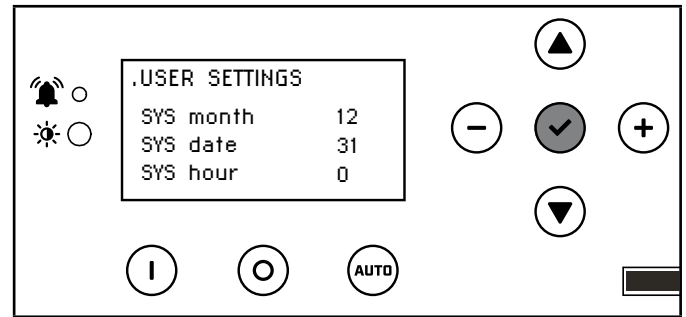 .USER SETTINGS
SYS month 12
SYS date 31
SYS hour 0
AUTO